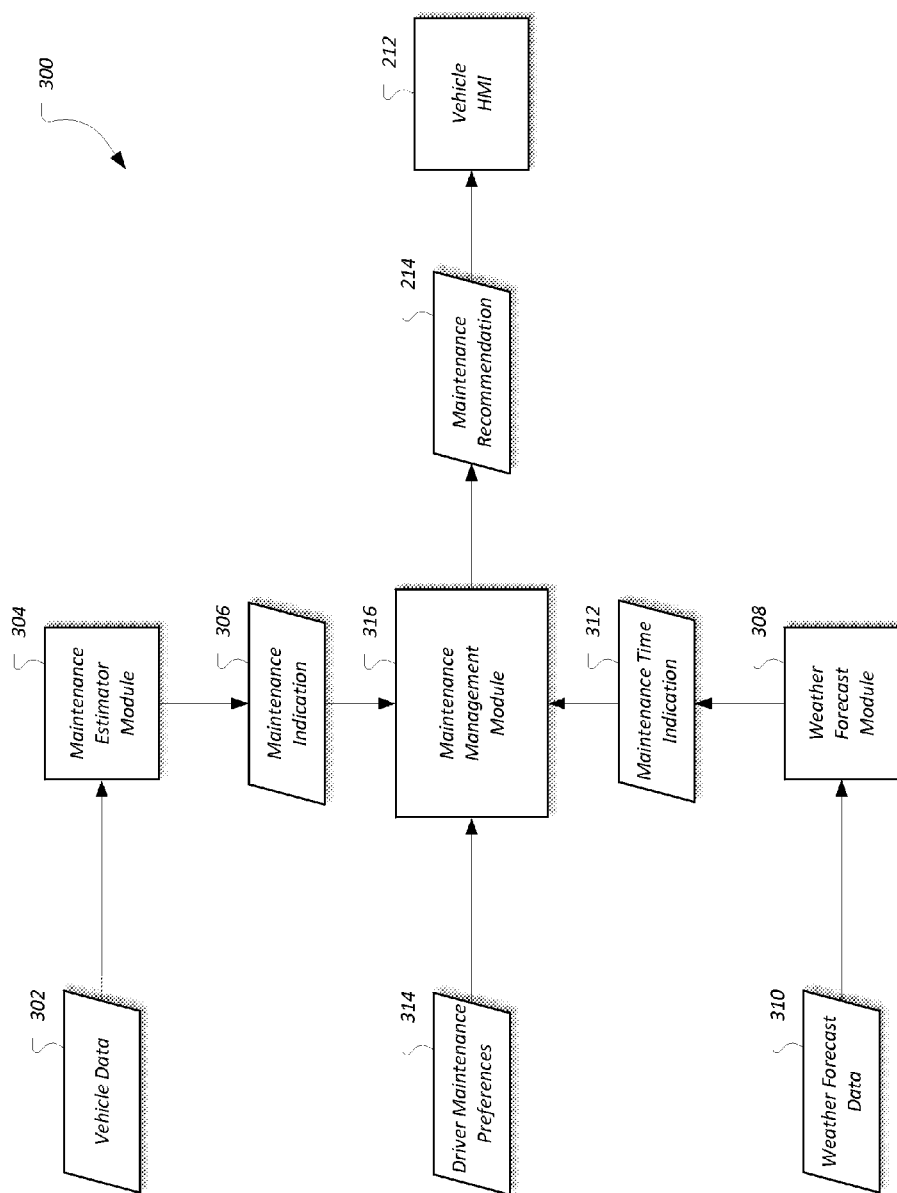 300
302
Vehicle Data
304
Maintenance
Estimator
Module
306
Maintenance
Indication
314
Driver Maintenance
Preferences
316
Maintenance
Management
Module
214
Maintenance
Recommendation
212
Vehicle
HMI
312
Maintenance Time
Indication
310
Weather Forecast
Data
308
Weather
Forecast
Module